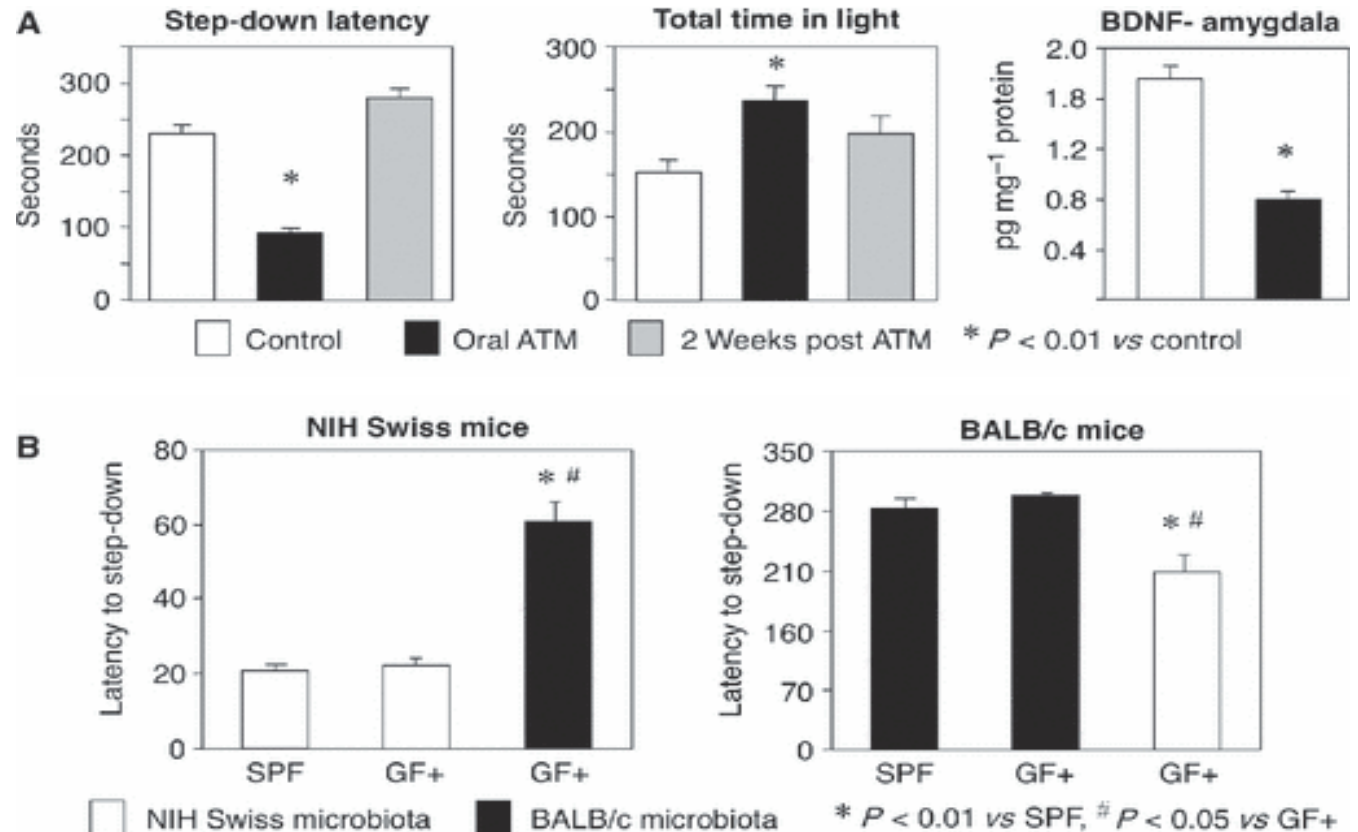 A
Step-down latency
Seconds
300
200
100
0
Total time in light
Seconds
300
200
100
0
*
*
BDNF- amygdala
pg mg⁻¹ protein
2.0
1.8
1.2
0.8
0.4
*
Control
Oral ATM
2 Weeks post ATM
* P < 0.01 vs control
B
NIH Swiss mice
Latency to step-down
80
60
40
20
0
* #
SPF GF+ GF+
BALB/c mice
Latency to step-down
350
280
210
160
70
0
* #
SPF GF+ GF+
NIH Swiss microbiota
BALB/c microbiota
* P < 0.01 vs SPF, # P < 0.05 vs GF+